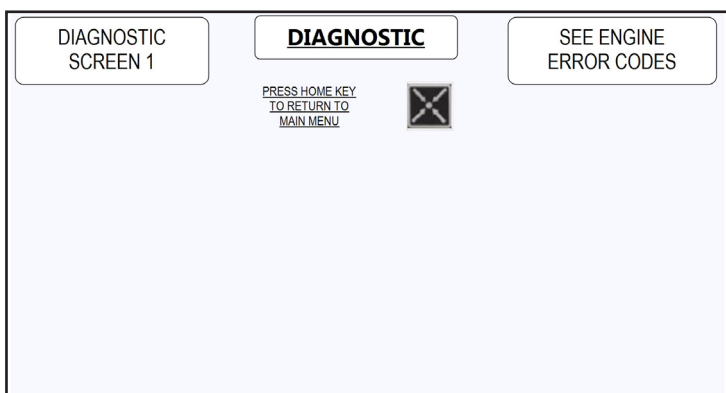 DIAGNOSTIC
SCREEN 1
DIAGNOSTIC
SEE ENGINE
ERROR CODES
PRESS HOME KEY
TO RETURN TO
MAIN MENU